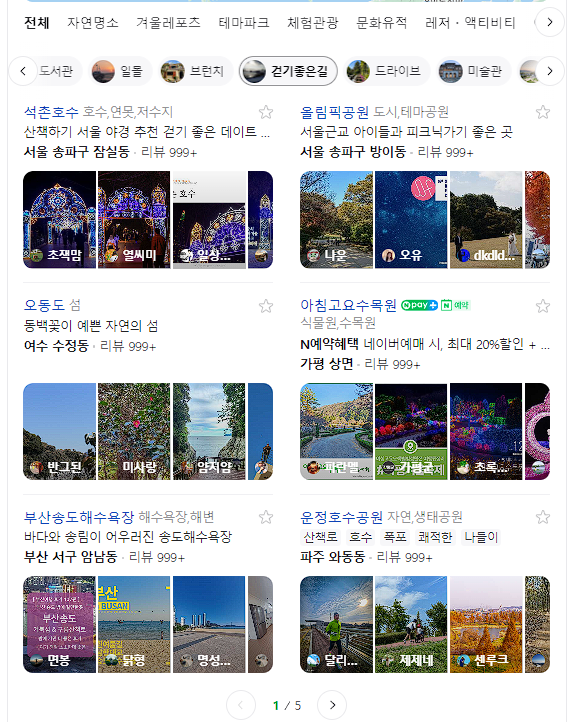 전체 자연명소 겨울레포츠 테마파크 체험관광 문화유적 레저 · 액티비티
도서관 일몰 브런치 걷기좋은길 드라이브 미술관
석촌호수 호수,연못,저수지
산책하기 서울 야경 추천 걷기 좋은 데이트 ...
서울 송파구 잠실동 · 리뷰 999+
초잭맘 열씨미 일상...
올림픽공원 도시,테마공원
서울근교 아이들과 피크닉가기 좋은 곳
서울 송파구 방이동 · 리뷰 999+
나윤 오유 dkdld...
오동도 섬
동백꽃이 예쁜 자연의 섬
여수 수정동 · 리뷰 999+
반그된 미사랑 암지얌
아침고요수목원 N pay+ N 예약
식물원,수목원
N예약혜택 네이버예매 시, 최대 20%할인 + ...
가평 상면 · 리뷰 999+
파란멜 가평군 초록...
부산송도해수욕장 해수욕장,해변
바다와 송림이 어우러진 송도해수욕장
부산 서구 암남동 · 리뷰 999+
부산송도
부산
BUSAN
면봉 닭형 명성...
운정호수공원 자연,생태공원
산책로 호수 폭포 쾌적한 나들이
파주 와동동 · 리뷰 999+
달리... 제제네 센루크
1 / 5